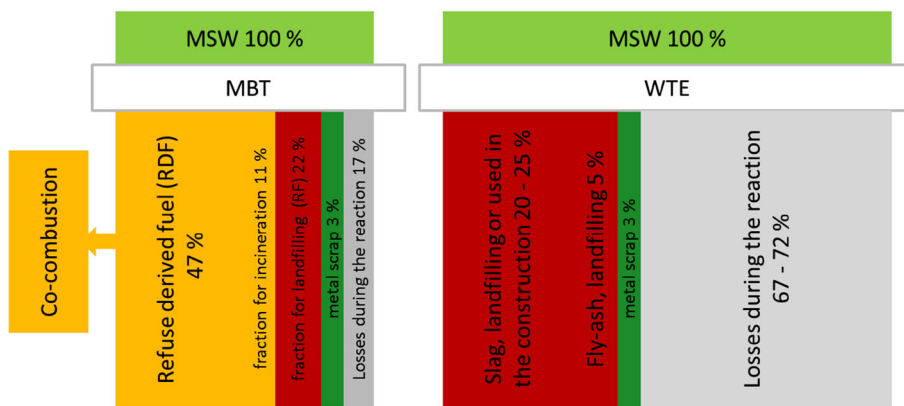 MSW 100 %
MBT
Co-combustion
Refuse derived fuel (RDF)
47 %
fraction for incineration 11 %
fraction for landfilling (RF) 22 %
metal scrap 3 %
Losses during the reaction 17 %
MSW 100 %
WTE
Slag, landfilling or used in
the construction 20 - 25 %
Fly-ash, landfilling 5 %
metal scrap 3 %
Losses during the reaction
67 - 72 %